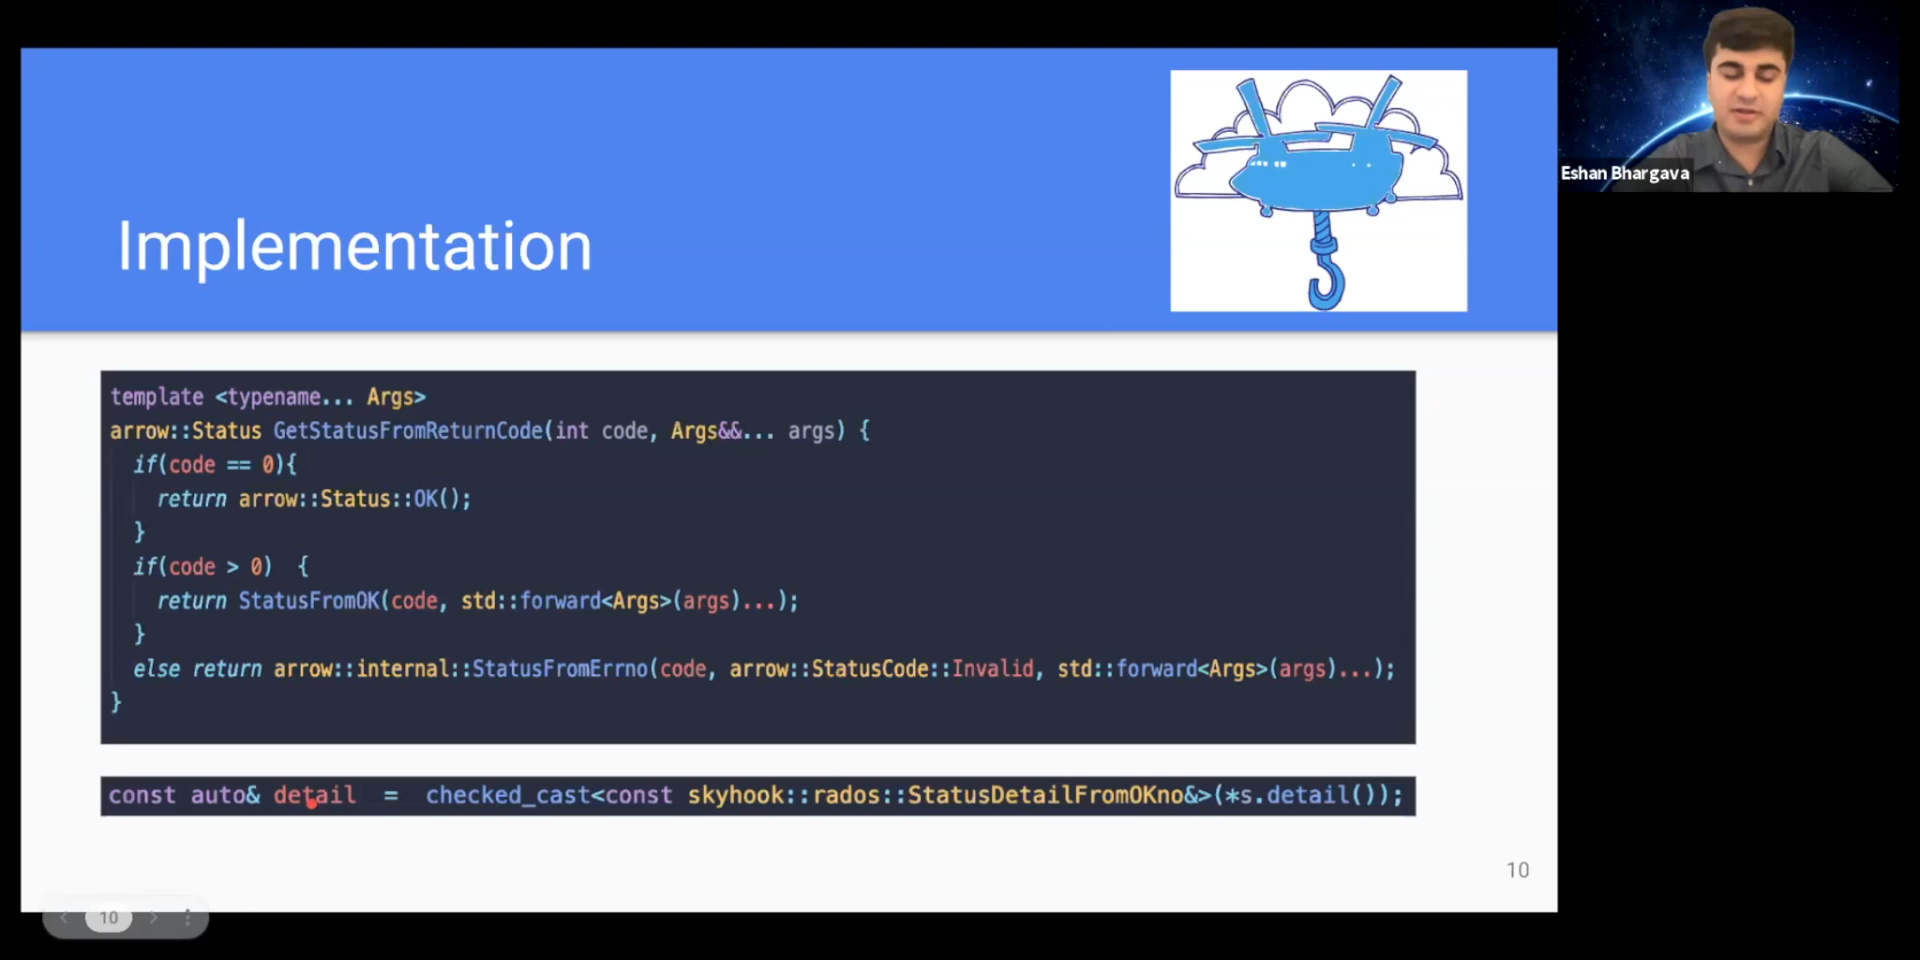 Implementation
Eshan Bhargava
template <typename... Args>
arrow::Status GetStatusFromReturnCode(int code, Args&&... args) {
if(code == 0){
return arrow::Status::OK();
}
if(code > 0) {
return StatusFromOK(code, std::forward<Args>(args)...);
}
else return arrow::internal::StatusFromErrno(code, arrow::StatusCode::Invalid, std::forward<Args>(args)...);
}
const auto& detail = checked_cast<const skyhook::rados::StatusDetailFromOKno&>(*s.detail());
10
10